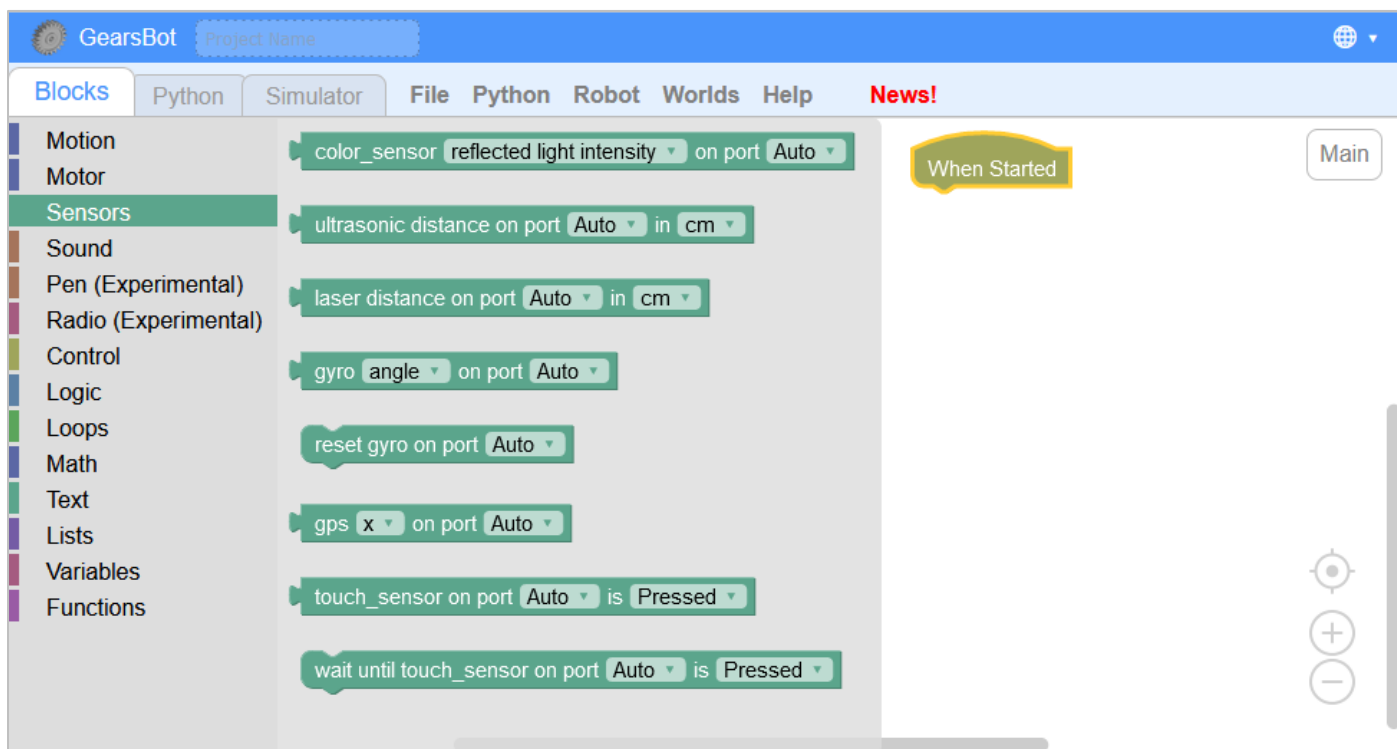 GearsBot Project Name
Blocks Python Simulator File Python Robot Worlds Help News!
Motion
Motor
Sensors
Sound
Pen (Experimental)
Radio (Experimental)
Control
Logic
Loops
Math
Text
Lists
Variables
Functions
color_sensor reflected light intensity on port Auto
ultrasonic distance on port Auto in cm
laser distance on port Auto in cm
gyro angle on port Auto
reset gyro on port Auto
gps x on port Auto
touch_sensor on port Auto is Pressed
wait until touch_sensor on port Auto is Pressed
When Started
Main